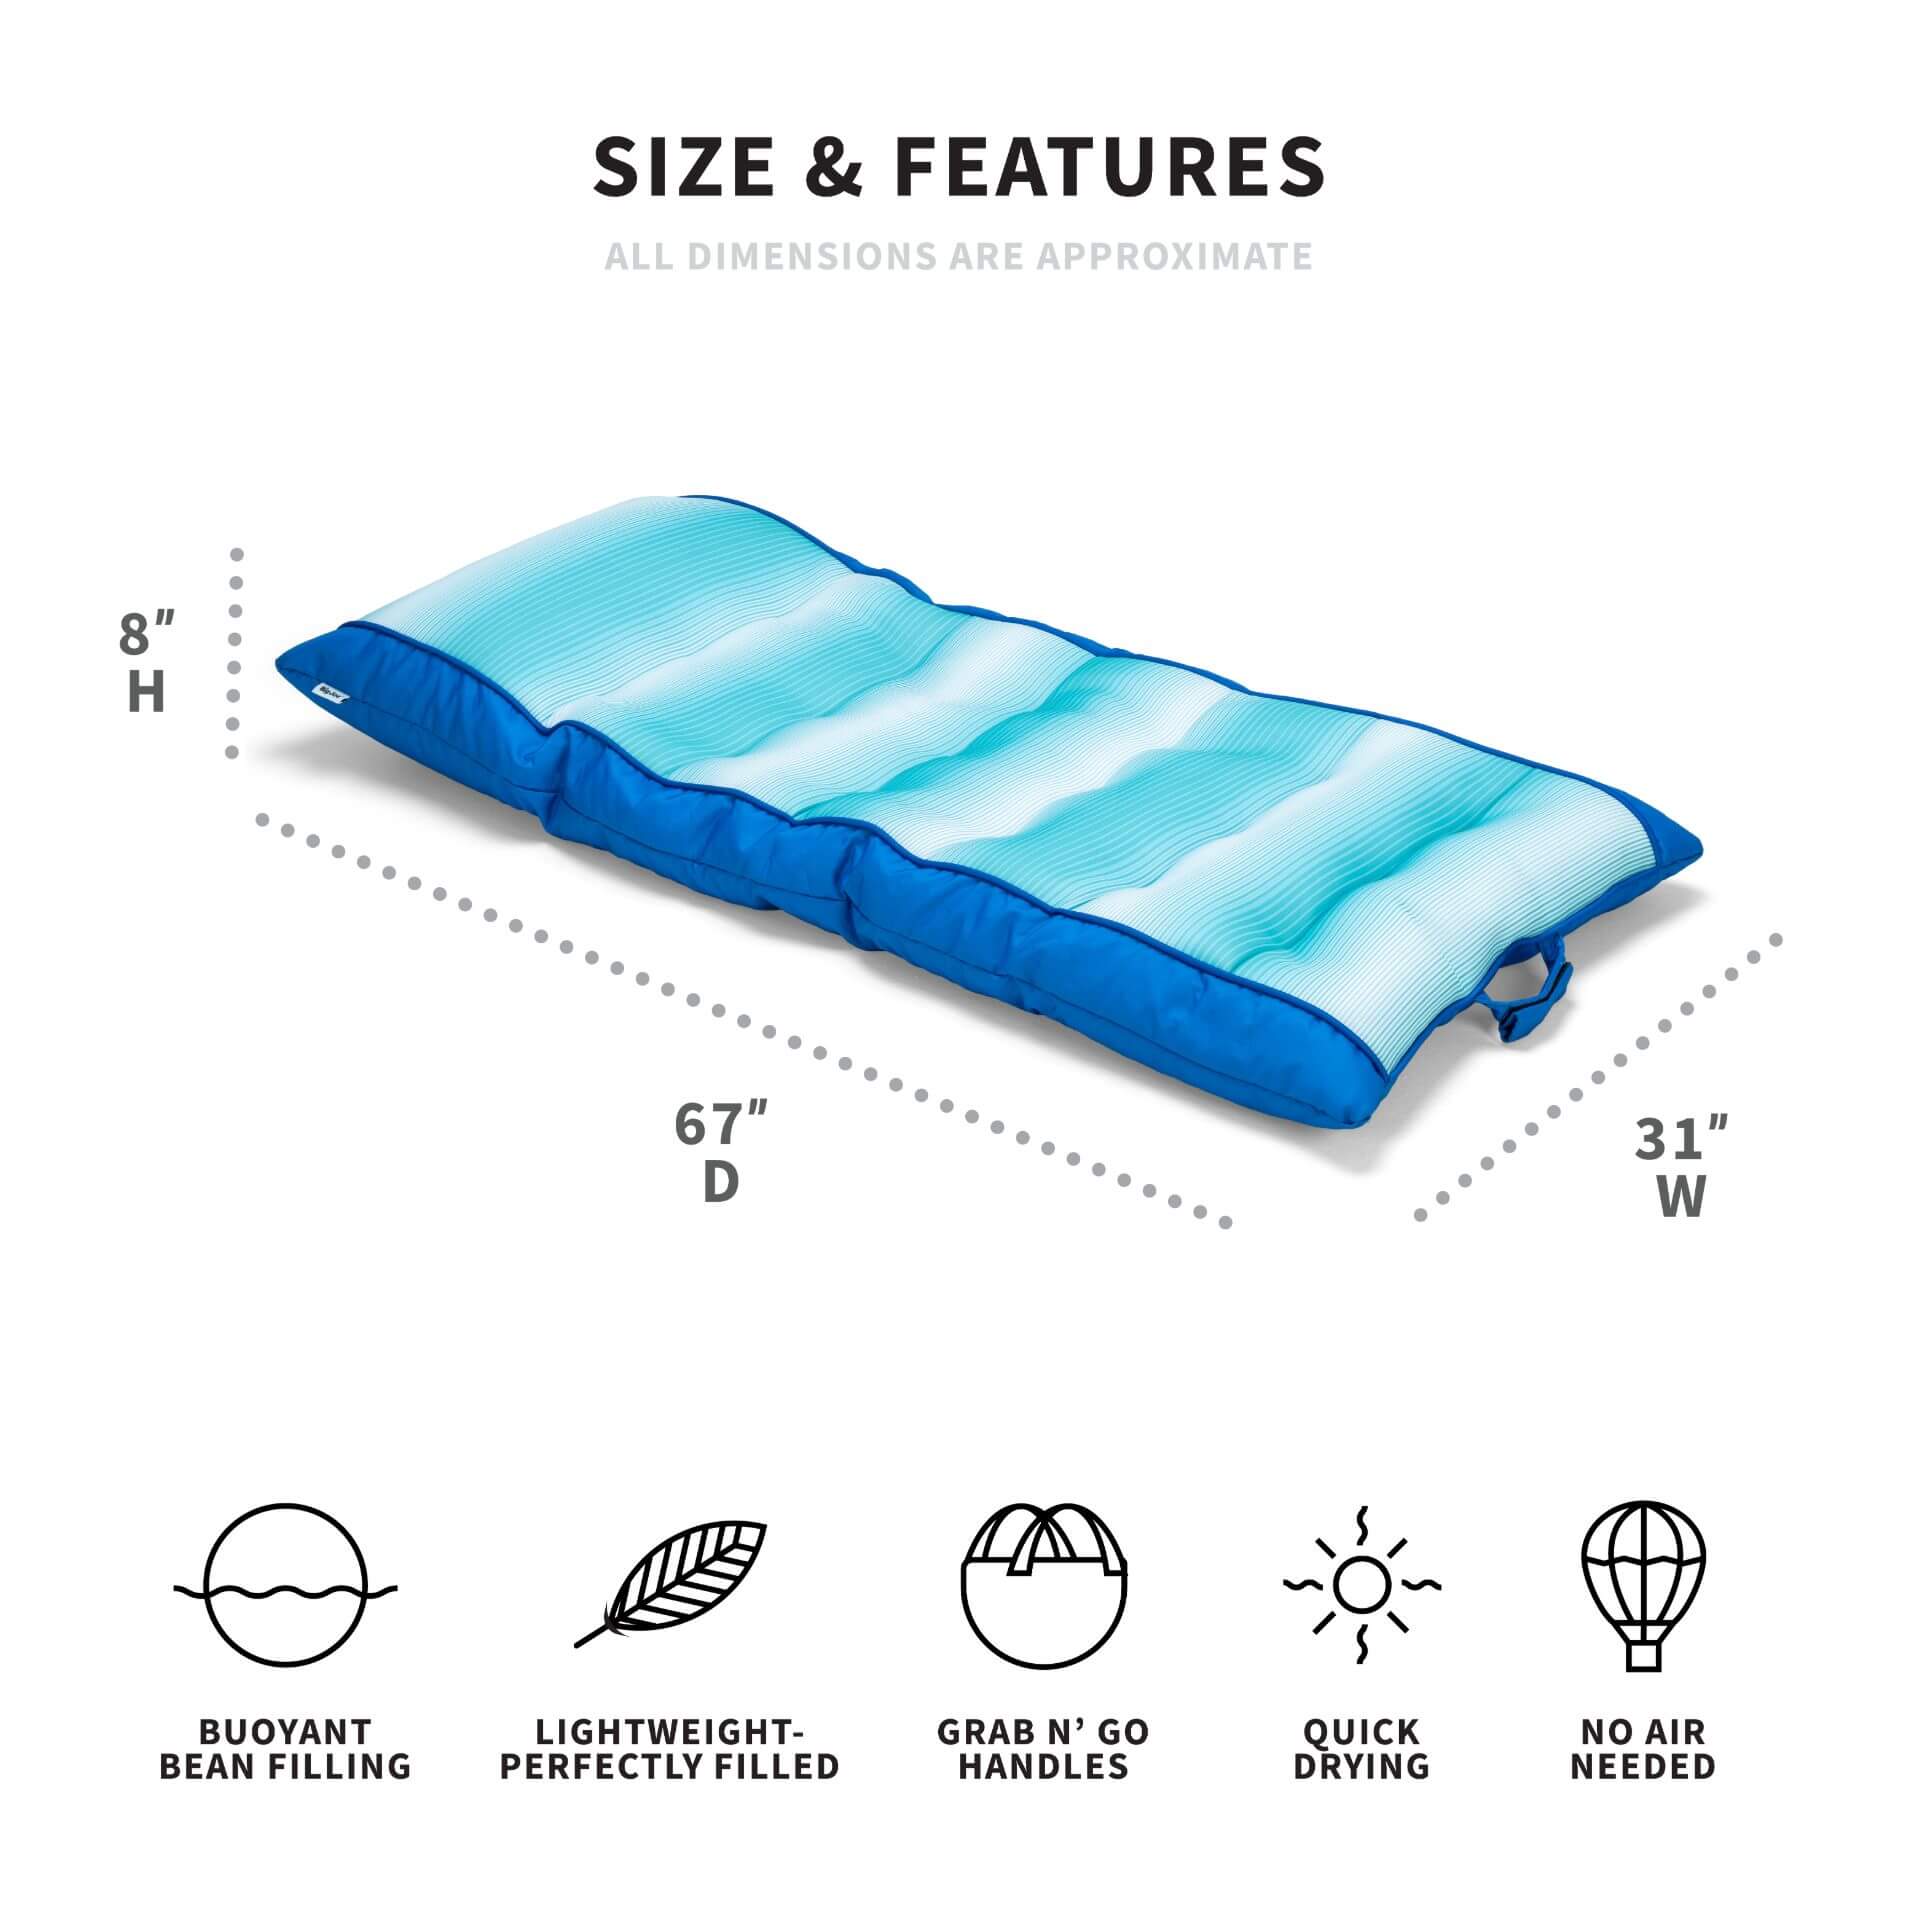 SIZE & FEATURES
ALL DIMENSIONS ARE APPROXIMATE
8"
H
67"
D
31"
W
BUOYANT
BEAN FILLING
LIGHTWEIGHT-
PERFECTLY FILLED
GRAB N’ GO
HANDLES
QUICK
DRYING
NO AIR
NEEDED